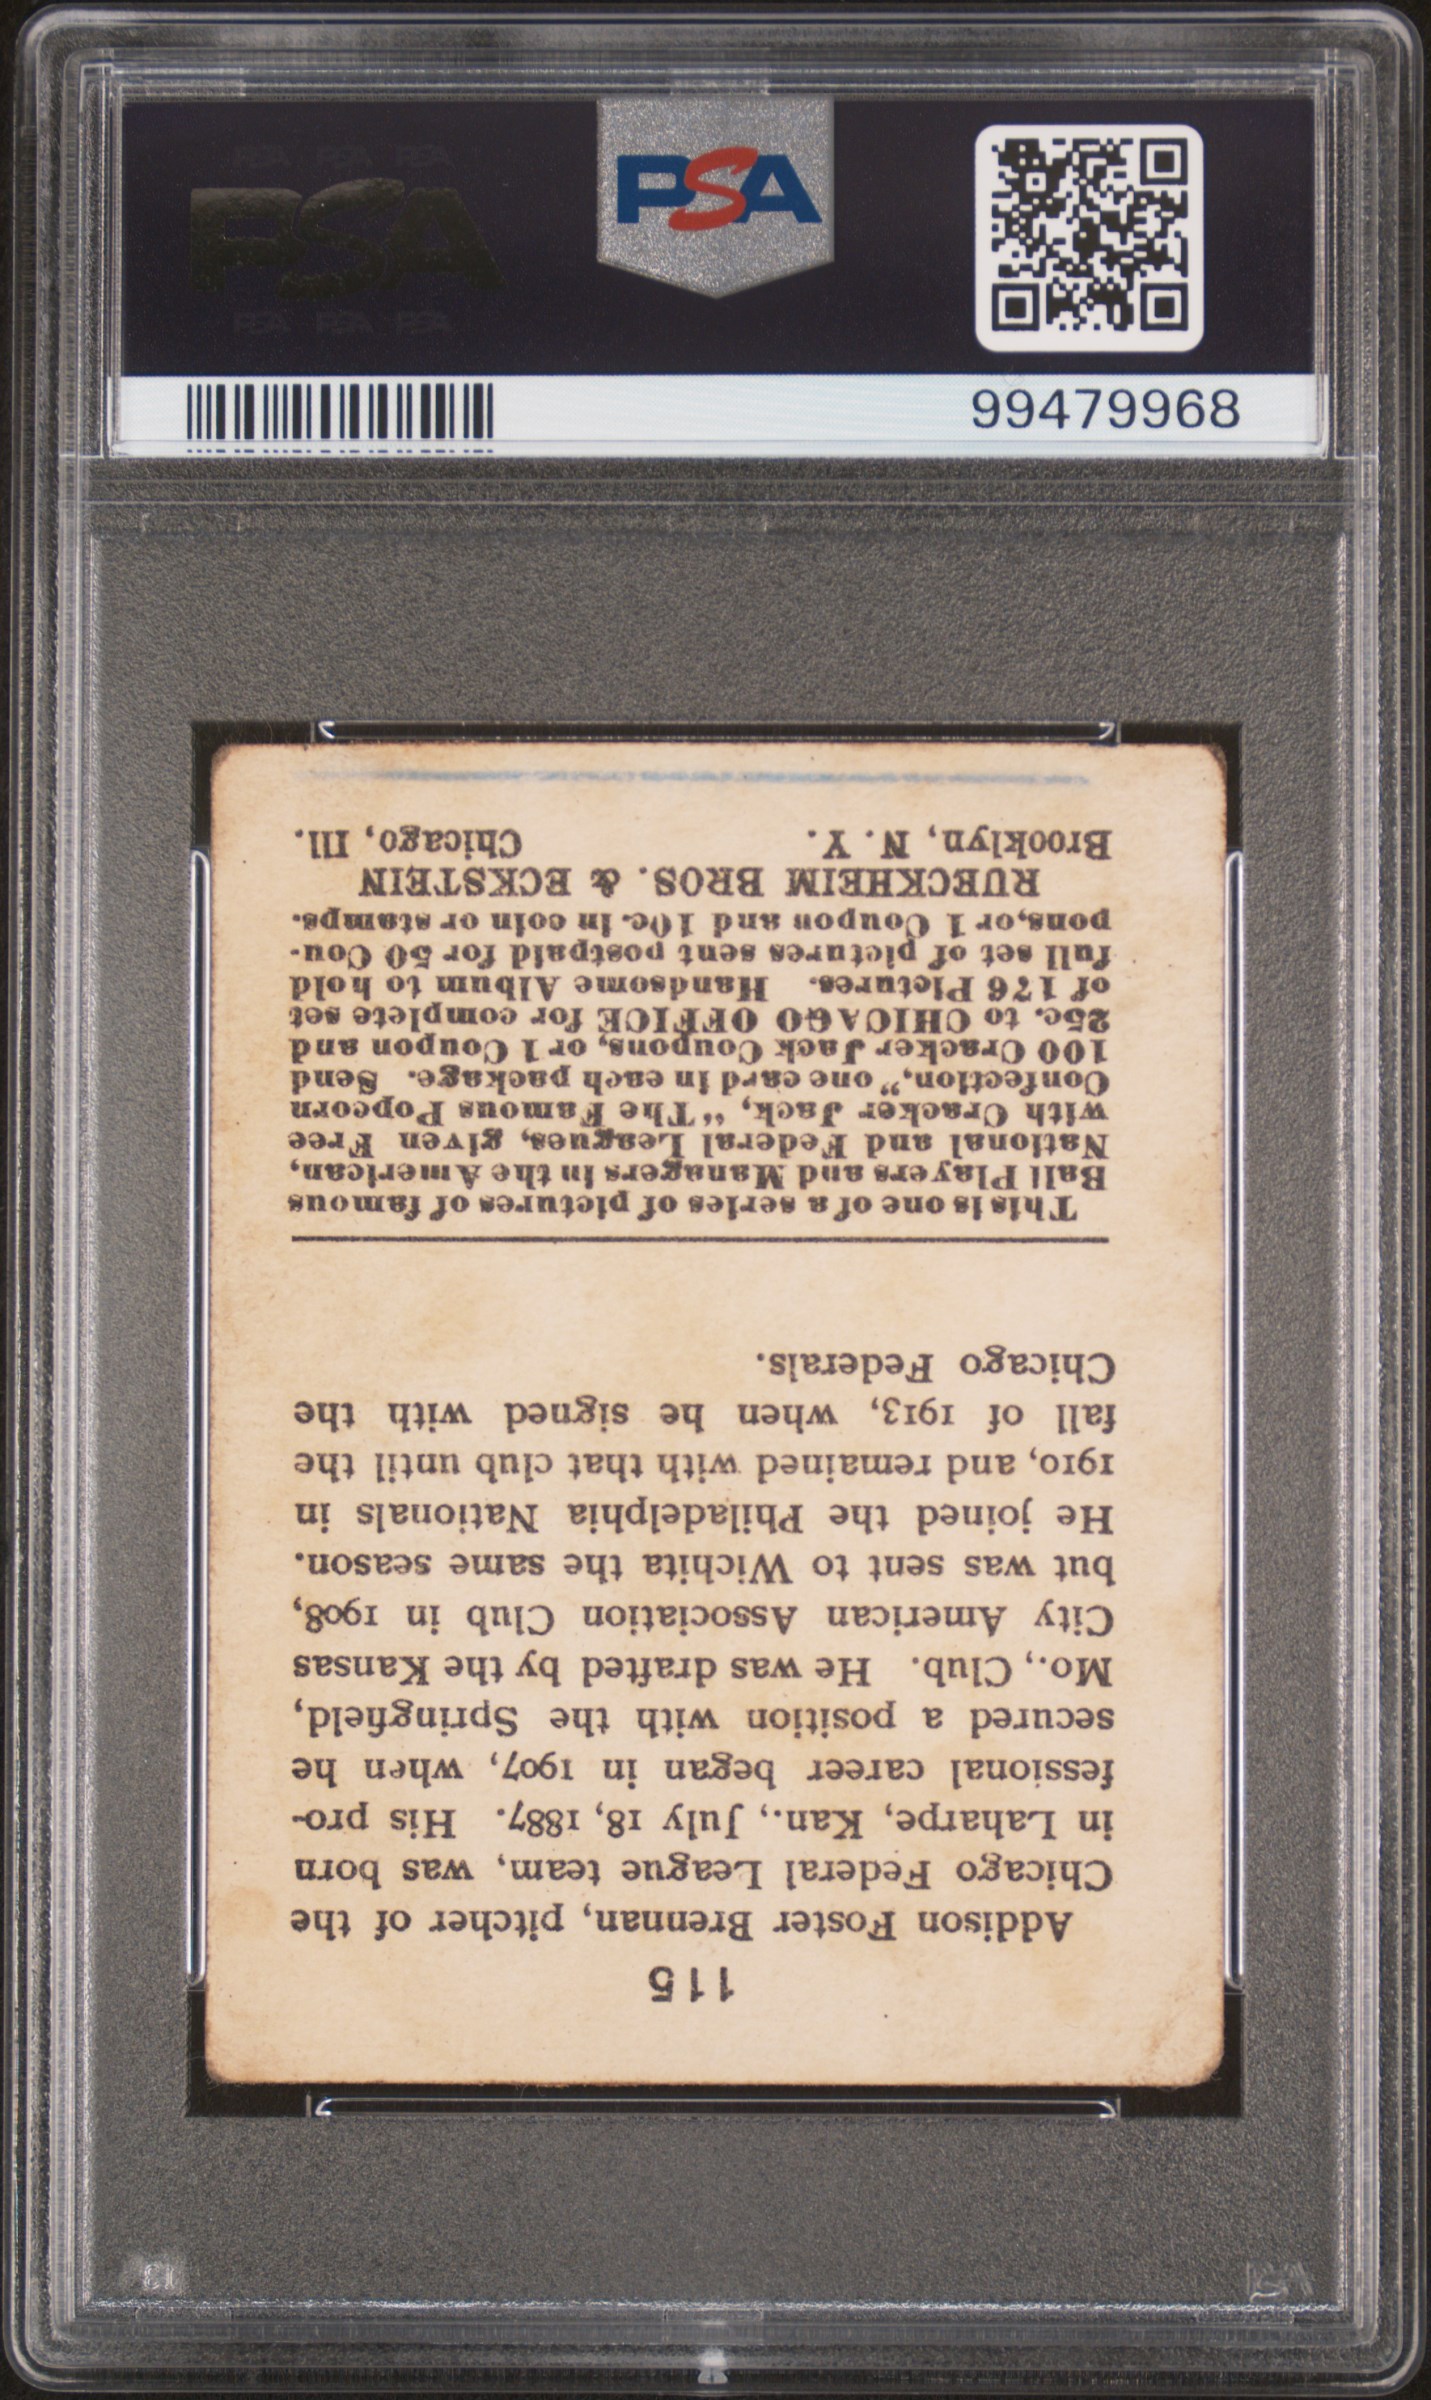 PSA
PSA
PSA PSA PSA
PSA PSA PSA
99479968
115
Addison Foster Brennan, pitcher of the
Chicago Federal League team, was born
in Laharpe, Kan., July 18, 1887. His pro-
fessional career began in 1907, when he
secured a position with the Springfield,
Mo., Club. He was drafted by the Kansas
City American Association Club in 1908,
but was sent to Wichita the same season.
He joined the Philadelphia Nationals in
1910, and remained with that club until the
fall of 1913, when he signed with the
Chicago Federals.
This is one of a series of pictures of famous
Ball Players and Managers in the American,
National and Federal Leagues, given Free
with Cracker Jack, "The Famous Popcorn
Confection," one card in each package. Send
100 Cracker Jack Coupons, or 1 Coupon and
25c. to CHICAGO OFFICE for complete set
of 176 Pictures. Handsome Album to hold
full set of pictures sent postpaid for 50 Cou-
pons, or 1 Coupon and 10c. in coin or stamps.
RUECKHEIM BROS. & ECKSTEIN
Brooklyn, N. Y. Chicago, Ill.
PSA